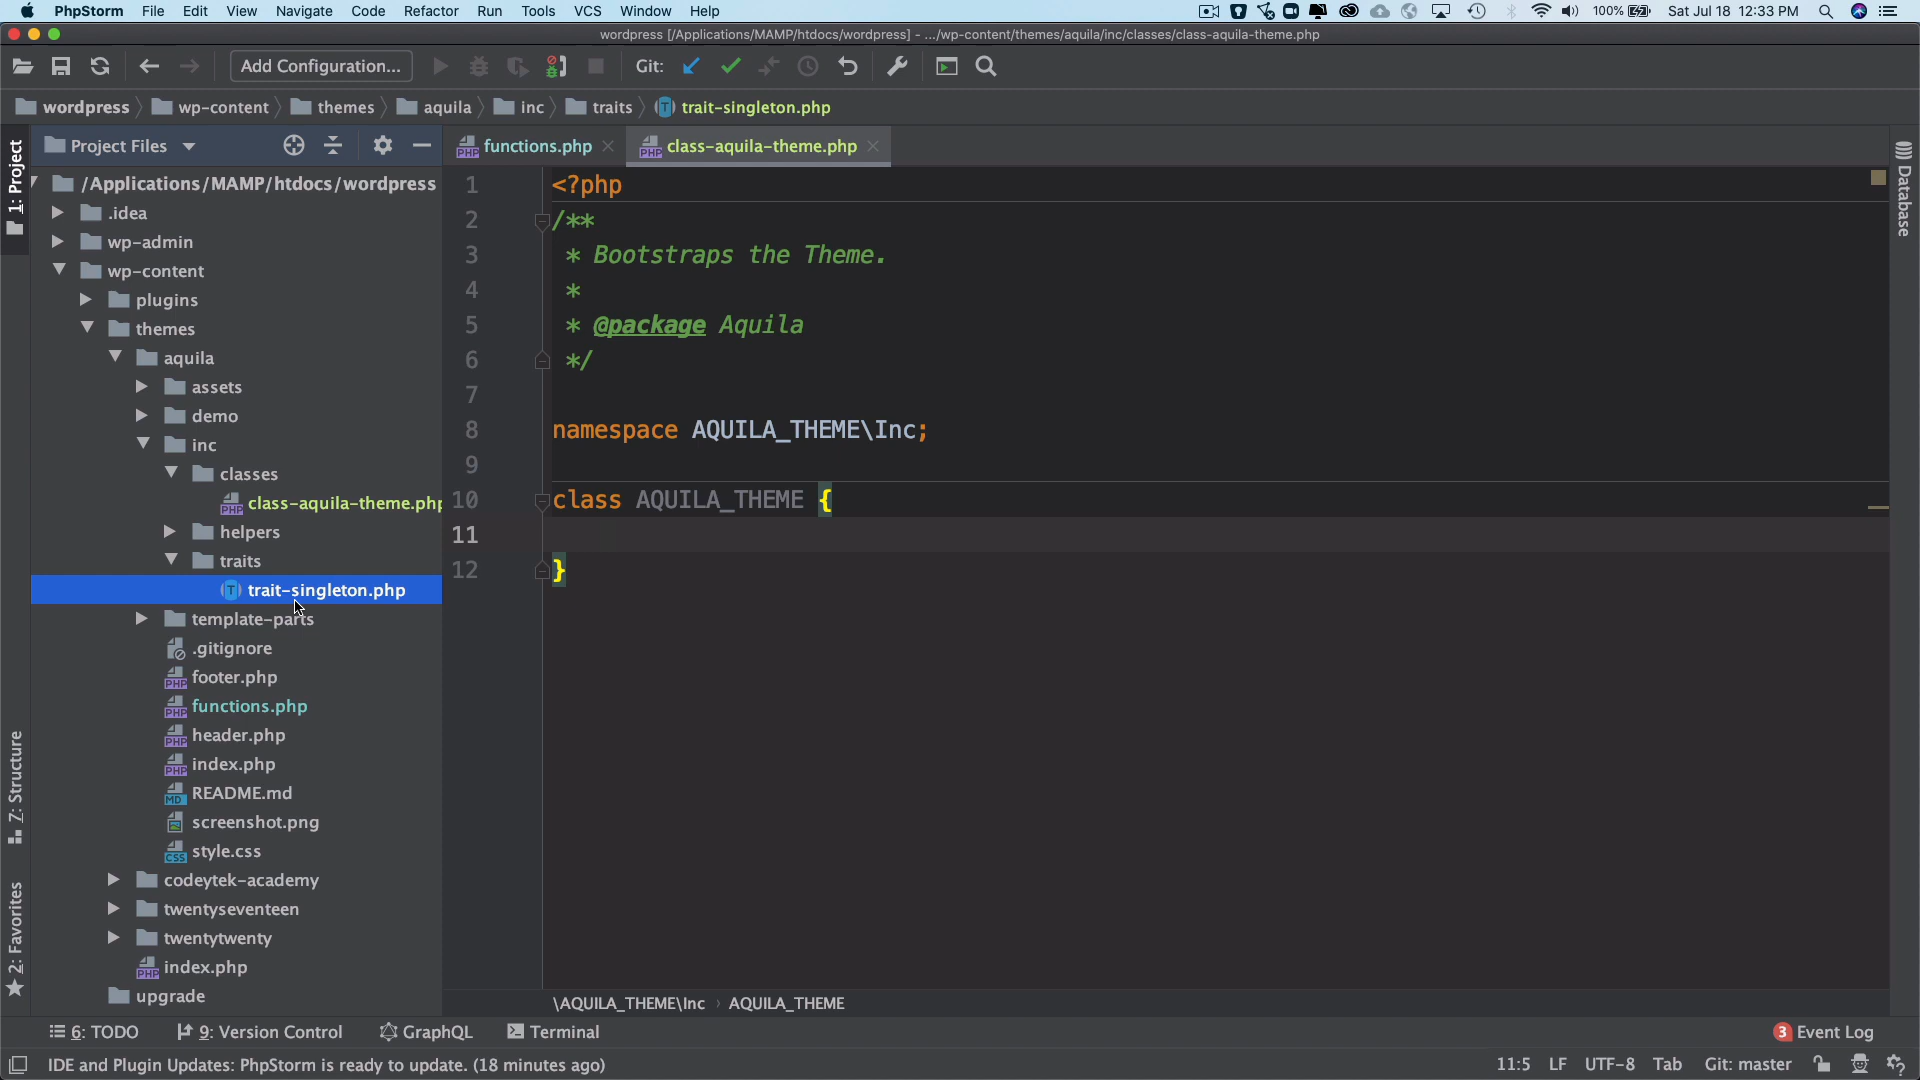 PhpStorm File Edit View Navigate Code Refactor Run Tools VCS Window Help 100% Sat Jul 18 12:33 PM
wordpress [/Applications/MAMP/htdocs/wordpress] - .../wp-content/themes/aquila/inc/classes/class-aquila-theme.php
Add Configuration... Git:
wordpress wp-content themes aquila inc traits trait-singleton.php
1: Project
Project Files
functions.php
class-aquila-theme.php
Database
/Applications/MAMP/htdocs/wordpress
.idea
wp-admin
wp-content
plugins
themes
aquila
assets
demo
inc
classes
class-aquila-theme.php
helpers
traits
trait-singleton.php
template-parts
.gitignore
footer.php
functions.php
header.php
index.php
README.md
screenshot.png
style.css
codeytek-academy
twentyseventeen
twentytwenty
index.php
upgrade
Z: Structure
2: Favorites
1 <?php
2 /**
3 * Bootstraps the Theme.
4 *
5 * @package Aquila
6 */
7
8 namespace AQUILA_THEME\Inc;
9
10 class AQUILA_THEME {
11
12 }
\AQUILA_THEME\Inc › AQUILA_THEME
6: TODO 9: Version Control GraphQL Terminal 3 Event Log
IDE and Plugin Updates: PhpStorm is ready to update. (18 minutes ago) 11:5 LF UTF-8 Tab Git: master